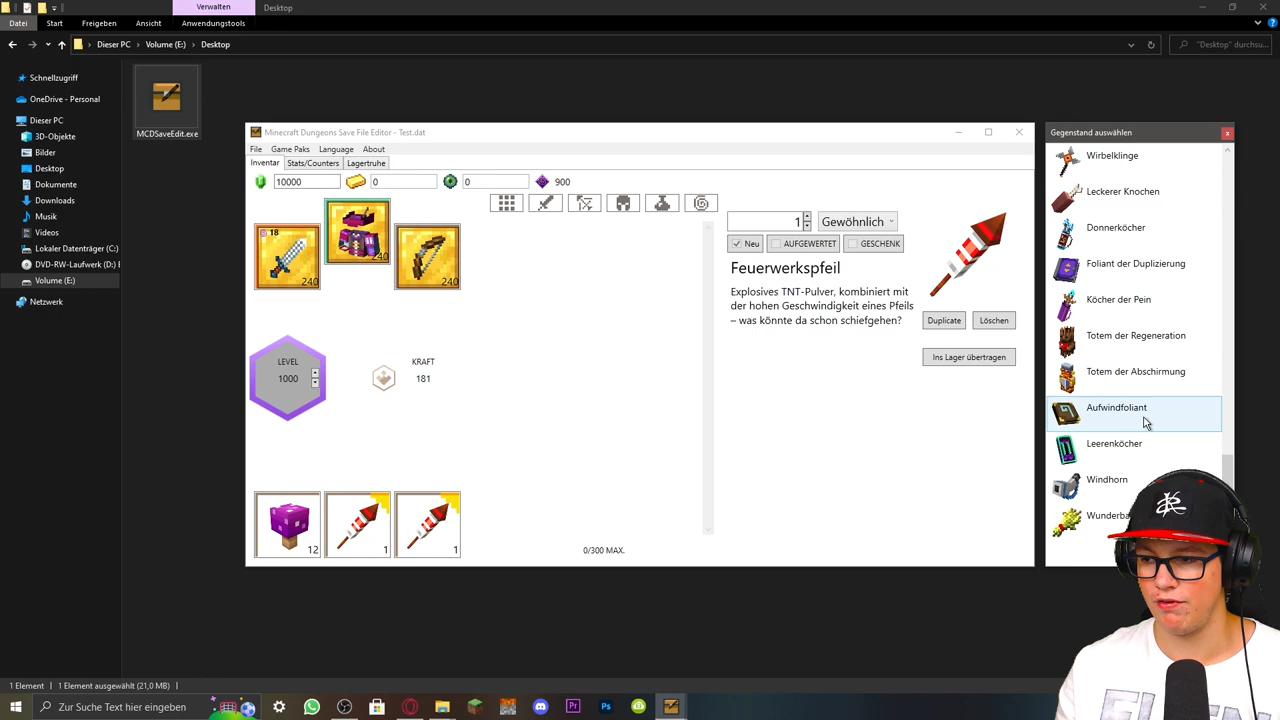 Verwalten
Desktop
Datei
Start
Freigeben
Ansicht
Anwendungstools
Dieser PC
Volume (E:)
Desktop
"Desktop" durchsu...
Schnellzugriff
OneDrive - Personal
Dieser PC
3D-Objekte
Bilder
Desktop
Dokumente
Downloads
Musik
Videos
Lokaler Datenträger (C:)
DVD-RW-Laufwerk (D:)
Volume (E:)
Netzwerk
MCDSaveEdit.exe
Minecraft Dungeons Save File Editor - Test.dat
File
Game Paks
Language
About
Inventar
Stats/Counters
Lagertruhe
10000
0
0
900
18
240
240
240
LEVEL
1000
KRAFT
181
12
1
1
0/300 MAX.
1
Gewöhnlich
Neu
AUFGEWERTET
GESCHENK
Feuerwerkspfeil
Explosives TNT-Pulver, kombiniert mit
der hohen Geschwindigkeit eines Pfeils
– was könnte da schon schiefgehen?
Duplicate
Löschen
Ins Lager übertragen
Gegenstand auswählen
Wirbelklinge
Leckerer Knochen
Donnerköcher
Foliant der Duplizierung
Köcher der Pein
Totem der Regeneration
Totem der Abschirmung
Aufwindfoliant
Leerenköcher
Windhorn
1 Element
1 Element ausgewählt (21,0 MB)
Zur Suche Text hier eingeben